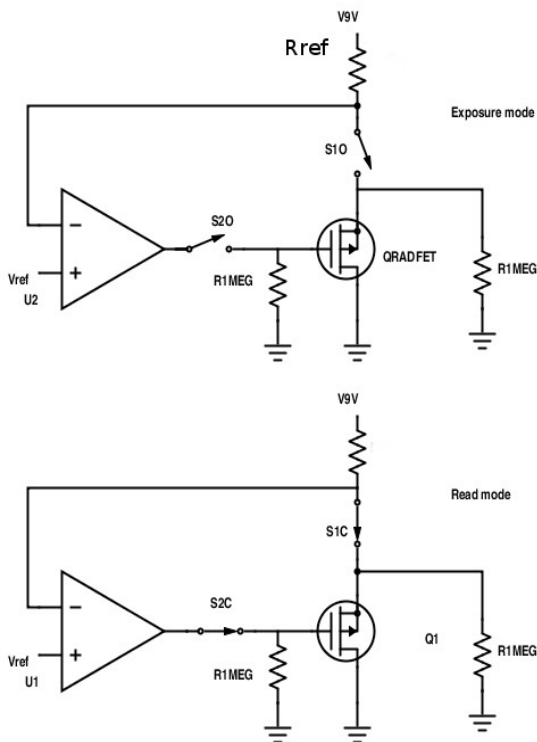 V9V
Rref
Exposure mode
S1O
S2O
−
+
Vref
U2
QRADFET
R1MEG
R1MEG
V9V
Read mode
S1C
S2C
−
+
Vref
U1
Q1
R1MEG
R1MEG